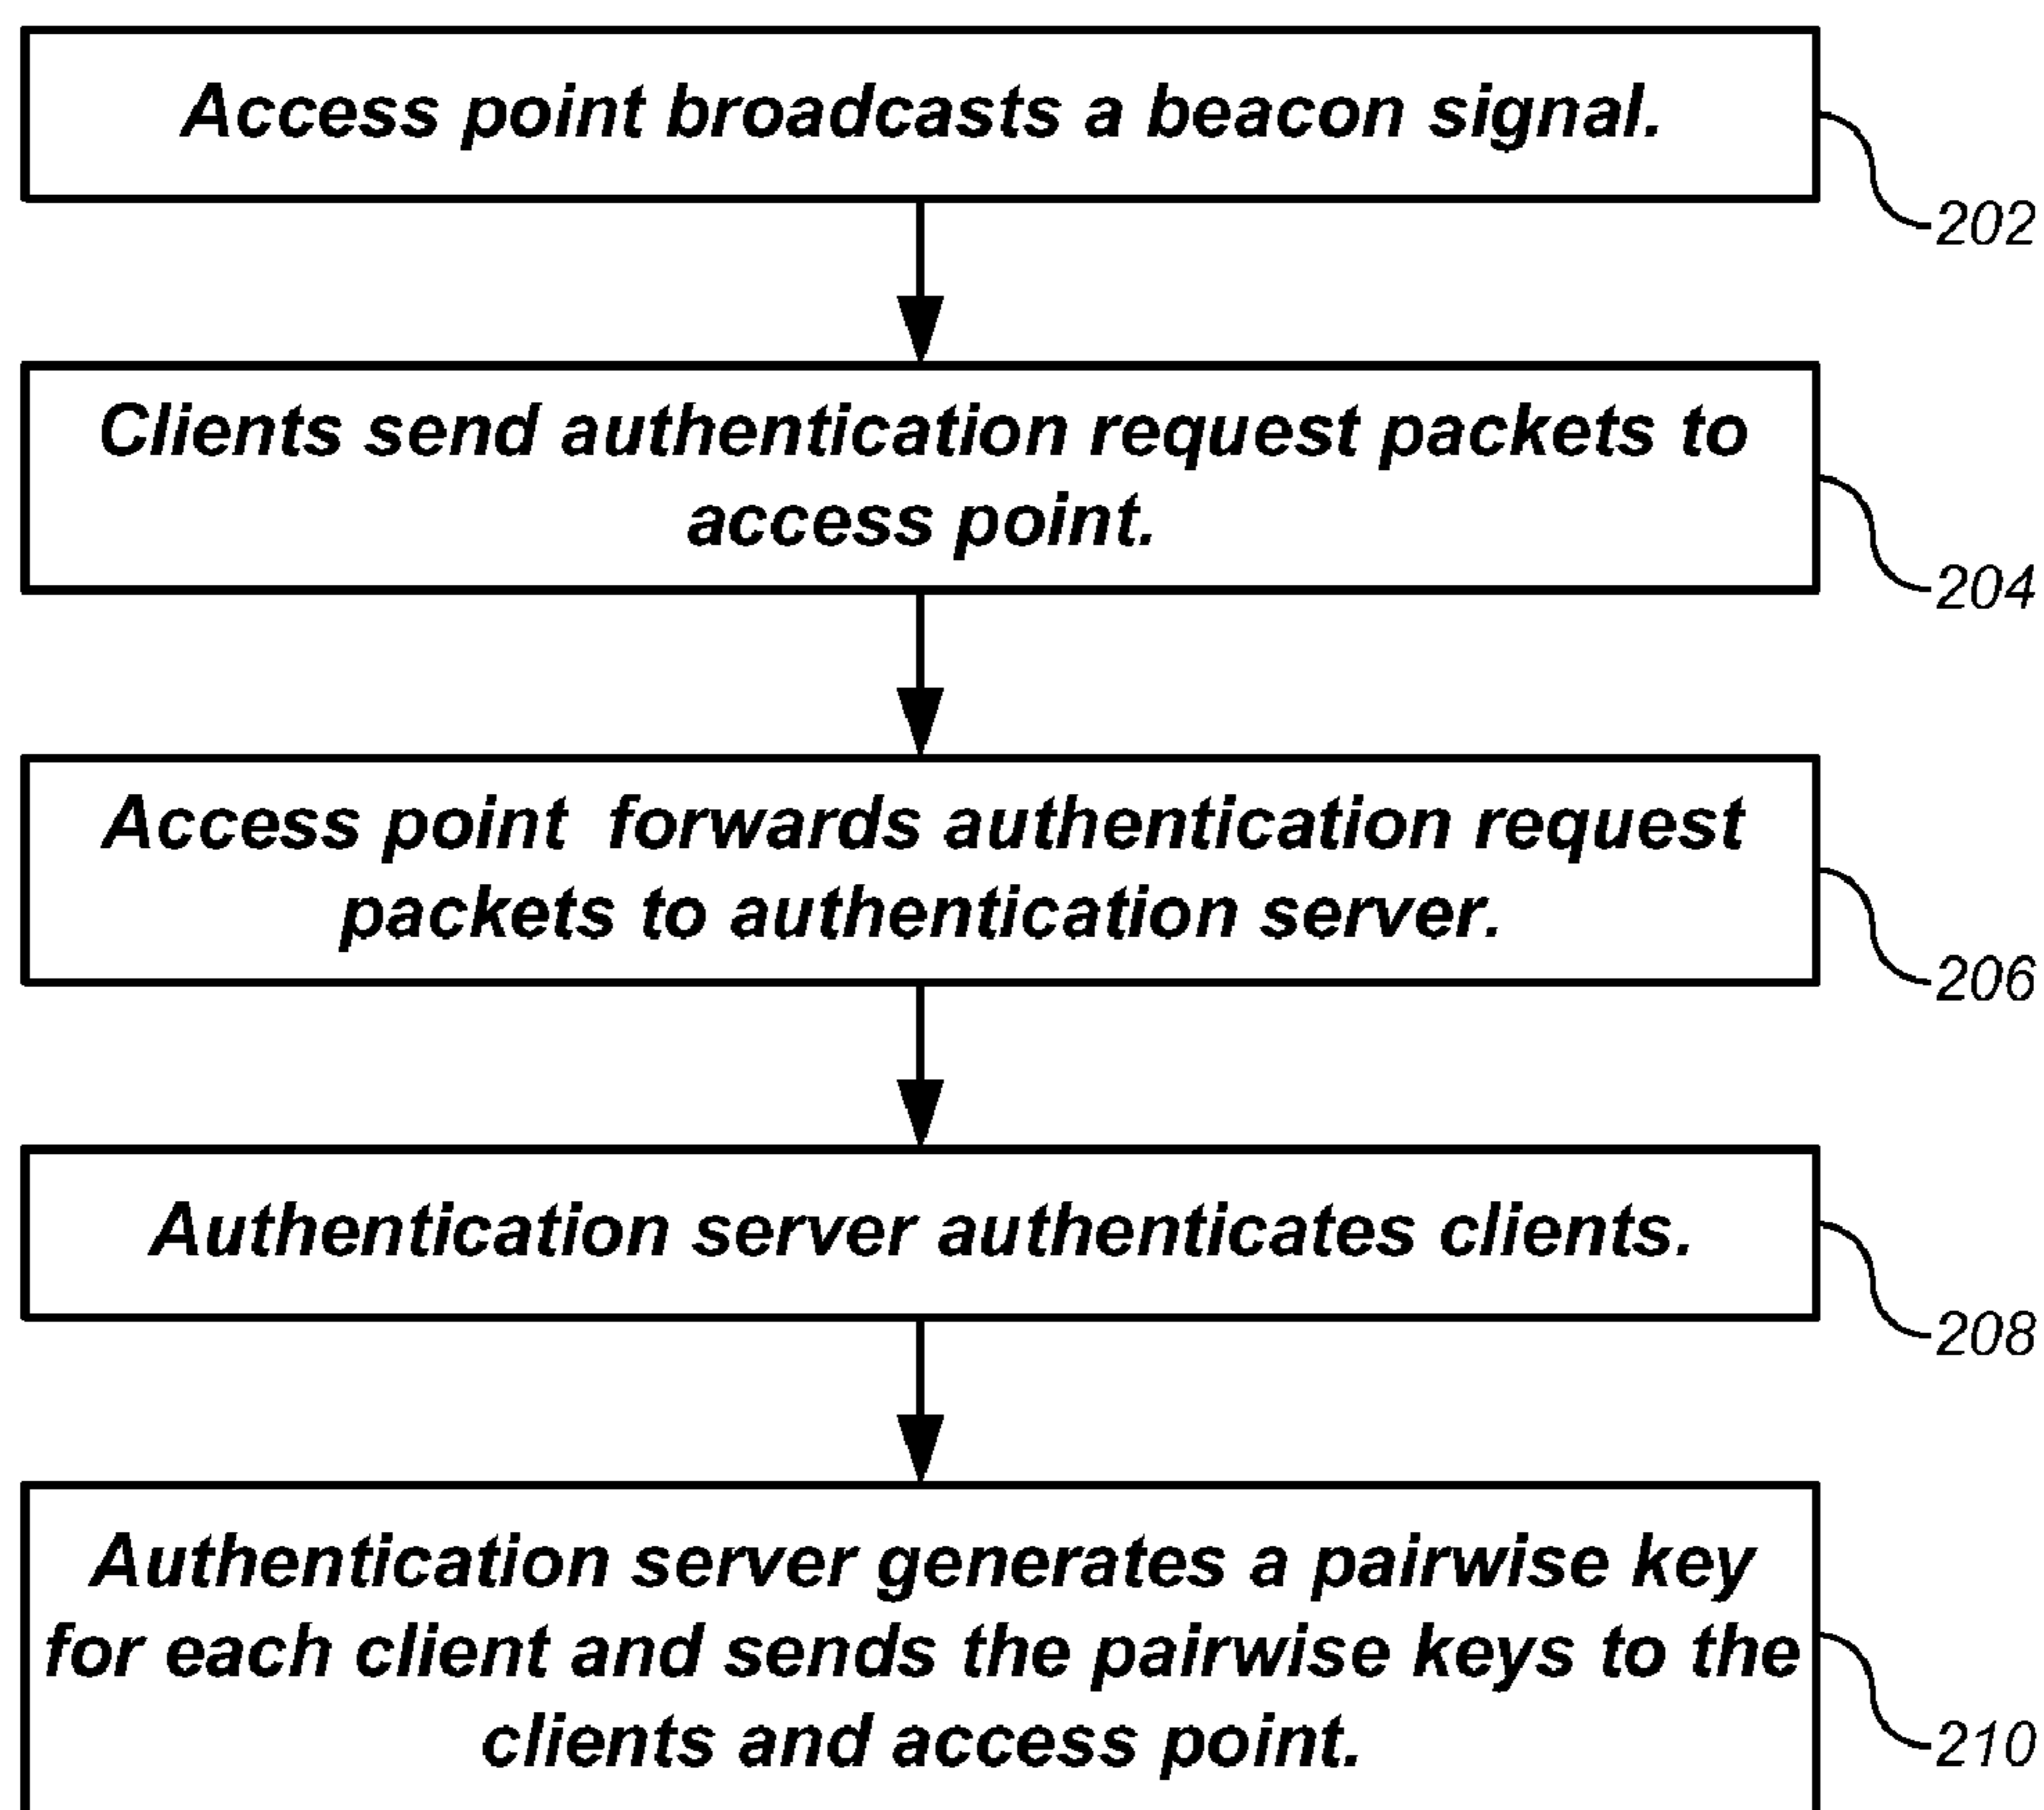 Access point broadcasts a beacon signal.
202
Clients send authentication request packets to
access point.
204
Access point  forwards authentication request
packets to authentication server.
206
Authentication server authenticates clients.
208
Authentication server generates a pairwise key
for each client and sends the pairwise keys to the
clients and access point.
210